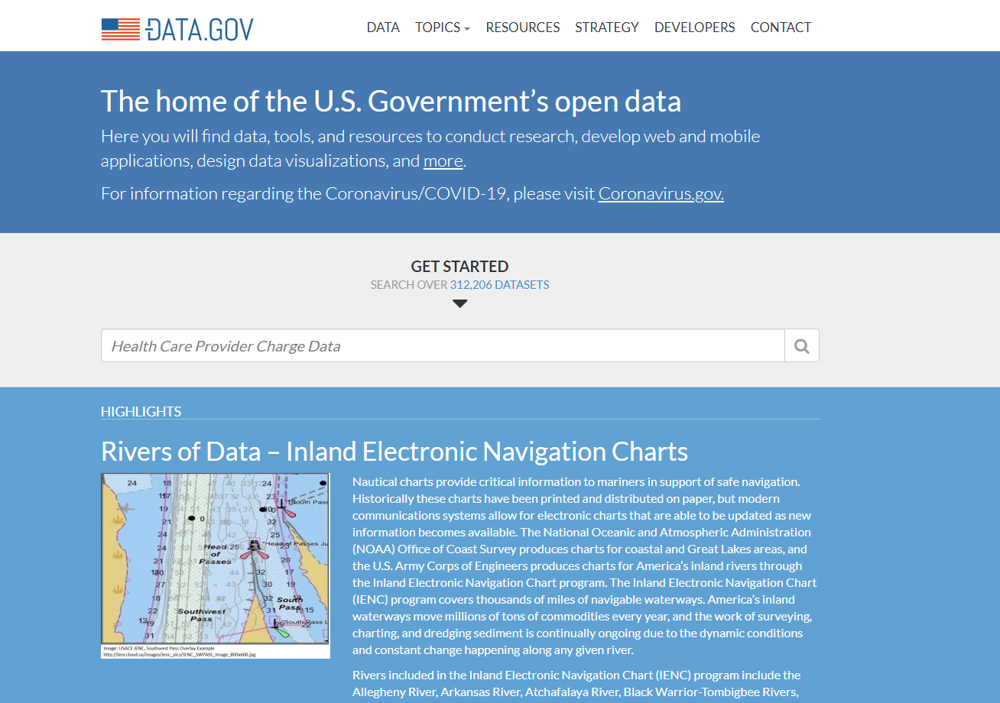 DATA.GOV
DATA TOPICS RESOURCES STRATEGY DEVELOPERS CONTACT
The home of the U.S. Government’s open data
Here you will find data, tools, and resources to conduct research, develop web and mobile
applications, design data visualizations, and more.
For information regarding the Coronavirus/COVID-19, please visit Coronavirus.gov.
GET STARTED
SEARCH OVER 312,206 DATASETS
Health Care Provider Charge Data
HIGHLIGHTS
Rivers of Data – Inland Electronic Navigation Charts
South Pass
"Head of Passes Ju
Head
of
Passes
Southwest
Pass
South
Pass
"South Pass L
Image: USACE IENC, Southwest Pass Overlay Example
http://ienccloud.us/images/ienc_pics/IENC_SWPASS_Image_800x600.jpg
Nautical charts provide critical information to mariners in support of safe navigation.
Historically these charts have been printed and distributed on paper, but modern
communications systems allow for electronic charts that are able to be updated as new
information becomes available. The National Oceanic and Atmospheric Administration
(NOAA) Office of Coast Survey produces charts for coastal and Great Lakes areas, and
the U.S. Army Corps of Engineers produces charts for America’s inland rivers through
the Inland Electronic Navigation Chart program. The Inland Electronic Navigation Chart
(IENC) program covers thousands of miles of navigable waterways. America’s inland
waterways move millions of tons of commodities every year, and the work of surveying,
charting, and dredging sediment is continually ongoing due to the dynamic conditions
and constant change happening along any given river.
Rivers included in the Inland Electronic Navigation Chart (IENC) program include the
Allegheny River, Arkansas River, Atchafalaya River, Black Warrior-Tombigbee Rivers,